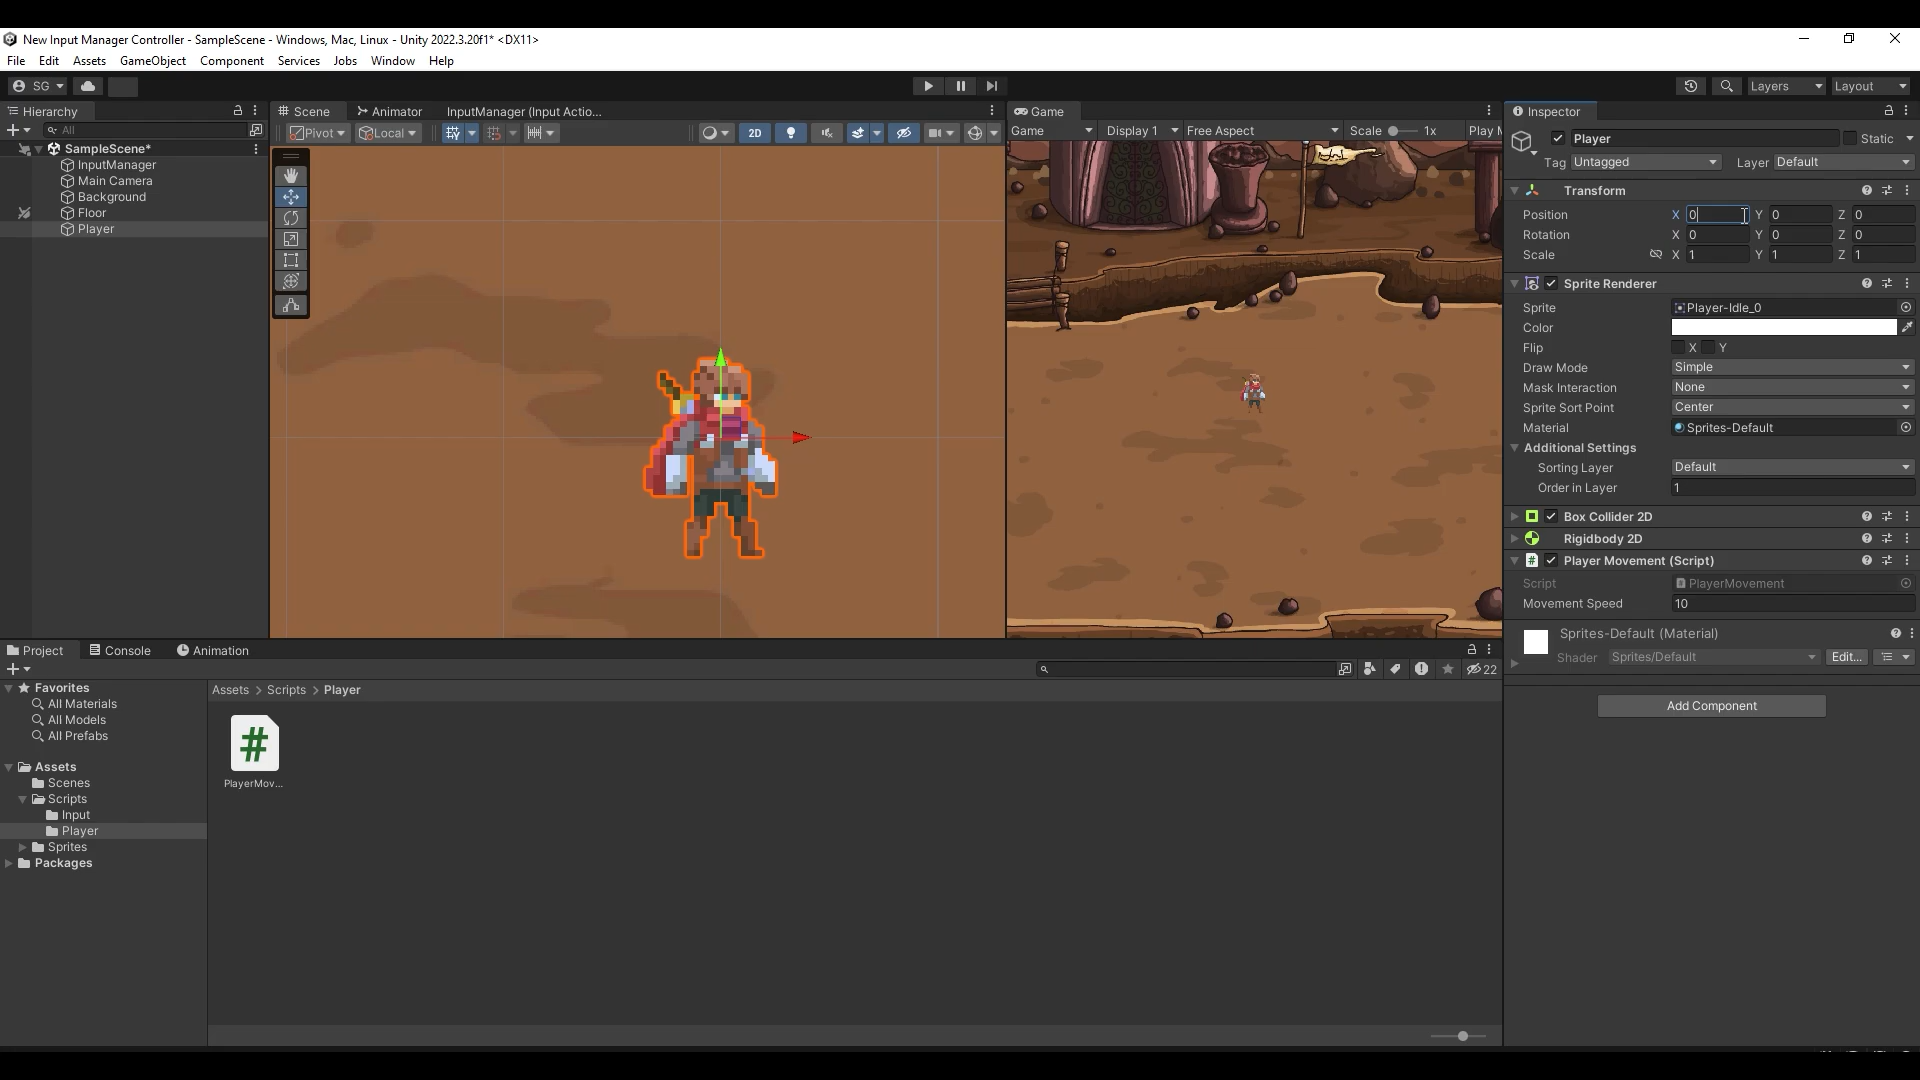 New Input Manager Controller - SampleScene - Windows, Mac, Linux - Unity 2022.3.20f1* <DX11>
File Edit Assets GameObject Component Services Jobs Window Help
SG
Layers Layout
Hierarchy
All
SampleScene*
InputManager
Main Camera
Background
Floor
Player
Scene Animator InputManager (Input Actio...
Pivot Local 2D
Game
Game Display 1 Free Aspect Scale 1x Play M
Inspector
Player Static
Tag Untagged Layer Default
Transform
Position X 0 Y 0 Z 0
Rotation X 0 Y 0 Z 0
Scale X 1 Y 1 Z 1
Sprite Renderer
Sprite Player-Idle_0
Color
Flip X Y
Draw Mode Simple
Mask Interaction None
Sprite Sort Point Center
Material Sprites-Default
Additional Settings
Sorting Layer Default
Order in Layer 1
Box Collider 2D
Rigidbody 2D
# Player Movement (Script)
Script PlayerMovement
Movement Speed 10
Sprites-Default (Material)
Shader Sprites/Default Edit...
Add Component
Project Console Animation
22
Favorites
All Materials
All Models
All Prefabs
Assets
Scenes
Scripts
Input
Player
Sprites
Packages
Assets > Scripts > Player
#
PlayerMov...